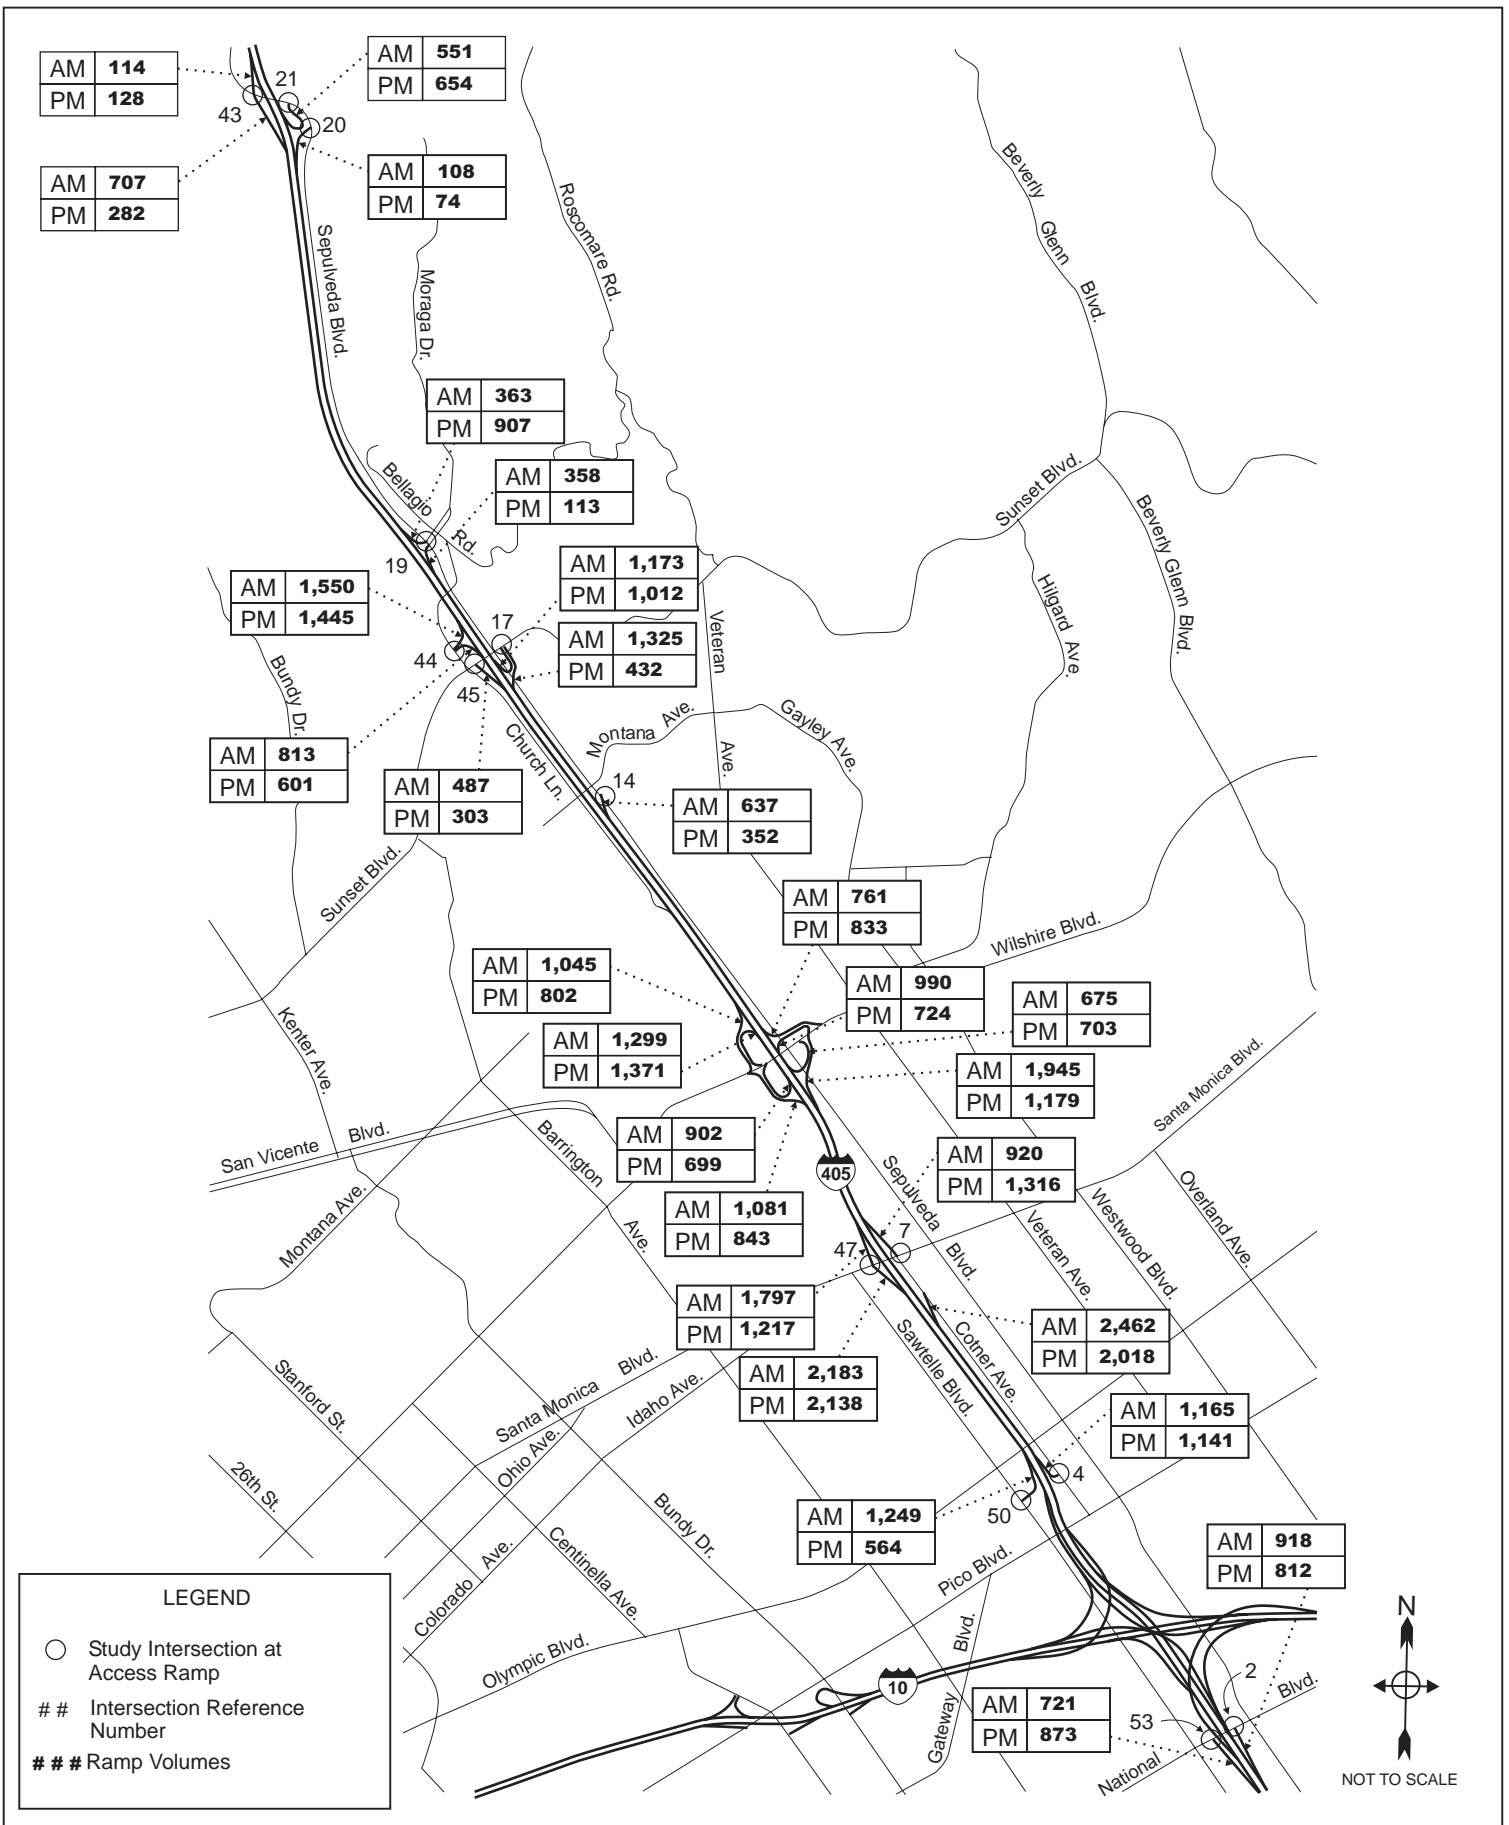 AM 114
PM 128
21
AM 551
PM 654
43
20
AM 707
PM 282
AM 108
PM 74
Sepulveda Blvd.
Moraga Dr.
Roscomare Rd.
Beverly Glenn Blvd.
AM 363
PM 907
Bellagio Rd.
AM 358
PM 113
19
Sunset Blvd.
Beverly Glenn Blvd.
AM 1,550
PM 1,445
AM 1,173
PM 1,012
17
AM 1,325
PM 432
Veteran Ave.
Hilgard Ave
44
45
Bundy Dr.
AM 813
PM 601
AM 487
PM 303
Church Ln.
Montana Ave.
Gayley Ave.
14
AM 637
PM 352
Sunset Blvd.
AM 761
PM 833
Wilshire Blvd.
AM 1,045
PM 802
AM 990
PM 724
AM 675
PM 703
Kenter Ave.
AM 1,299
PM 1,371
AM 1,945
PM 1,179
Santa Monica Blvd.
San Vicente Blvd.
Barrington Ave.
AM 902
PM 699
405
AM 920
PM 1,316
Sepulveda Blvd.
Montana Ave.
AM 1,081
PM 843
47
7
Veteran Ave.
Westwood Blvd.
Overland Ave.
AM 1,797
PM 1,217
AM 2,462
PM 2,018
AM 2,183
PM 2,138
Sawtelle Blvd.
Cotner Ave.
Stanford St.
Santa Monica Blvd.
Idaho Ave.
Ohio Ave.
AM 1,165
PM 1,141
4
26th St.
50
AM 1,249
PM 564
Bundy Dr.
Centinella Ave.
Colorado Ave.
Pico Blvd.
AM 918
PM 812
Olympic Blvd.
10
Gateway Blvd.
AM 721
PM 873
53
2
National Blvd.
N
NOT TO SCALE
LEGEND
Study Intersection at
Access Ramp
# # Intersection Reference
Number
# # # Ramp Volumes